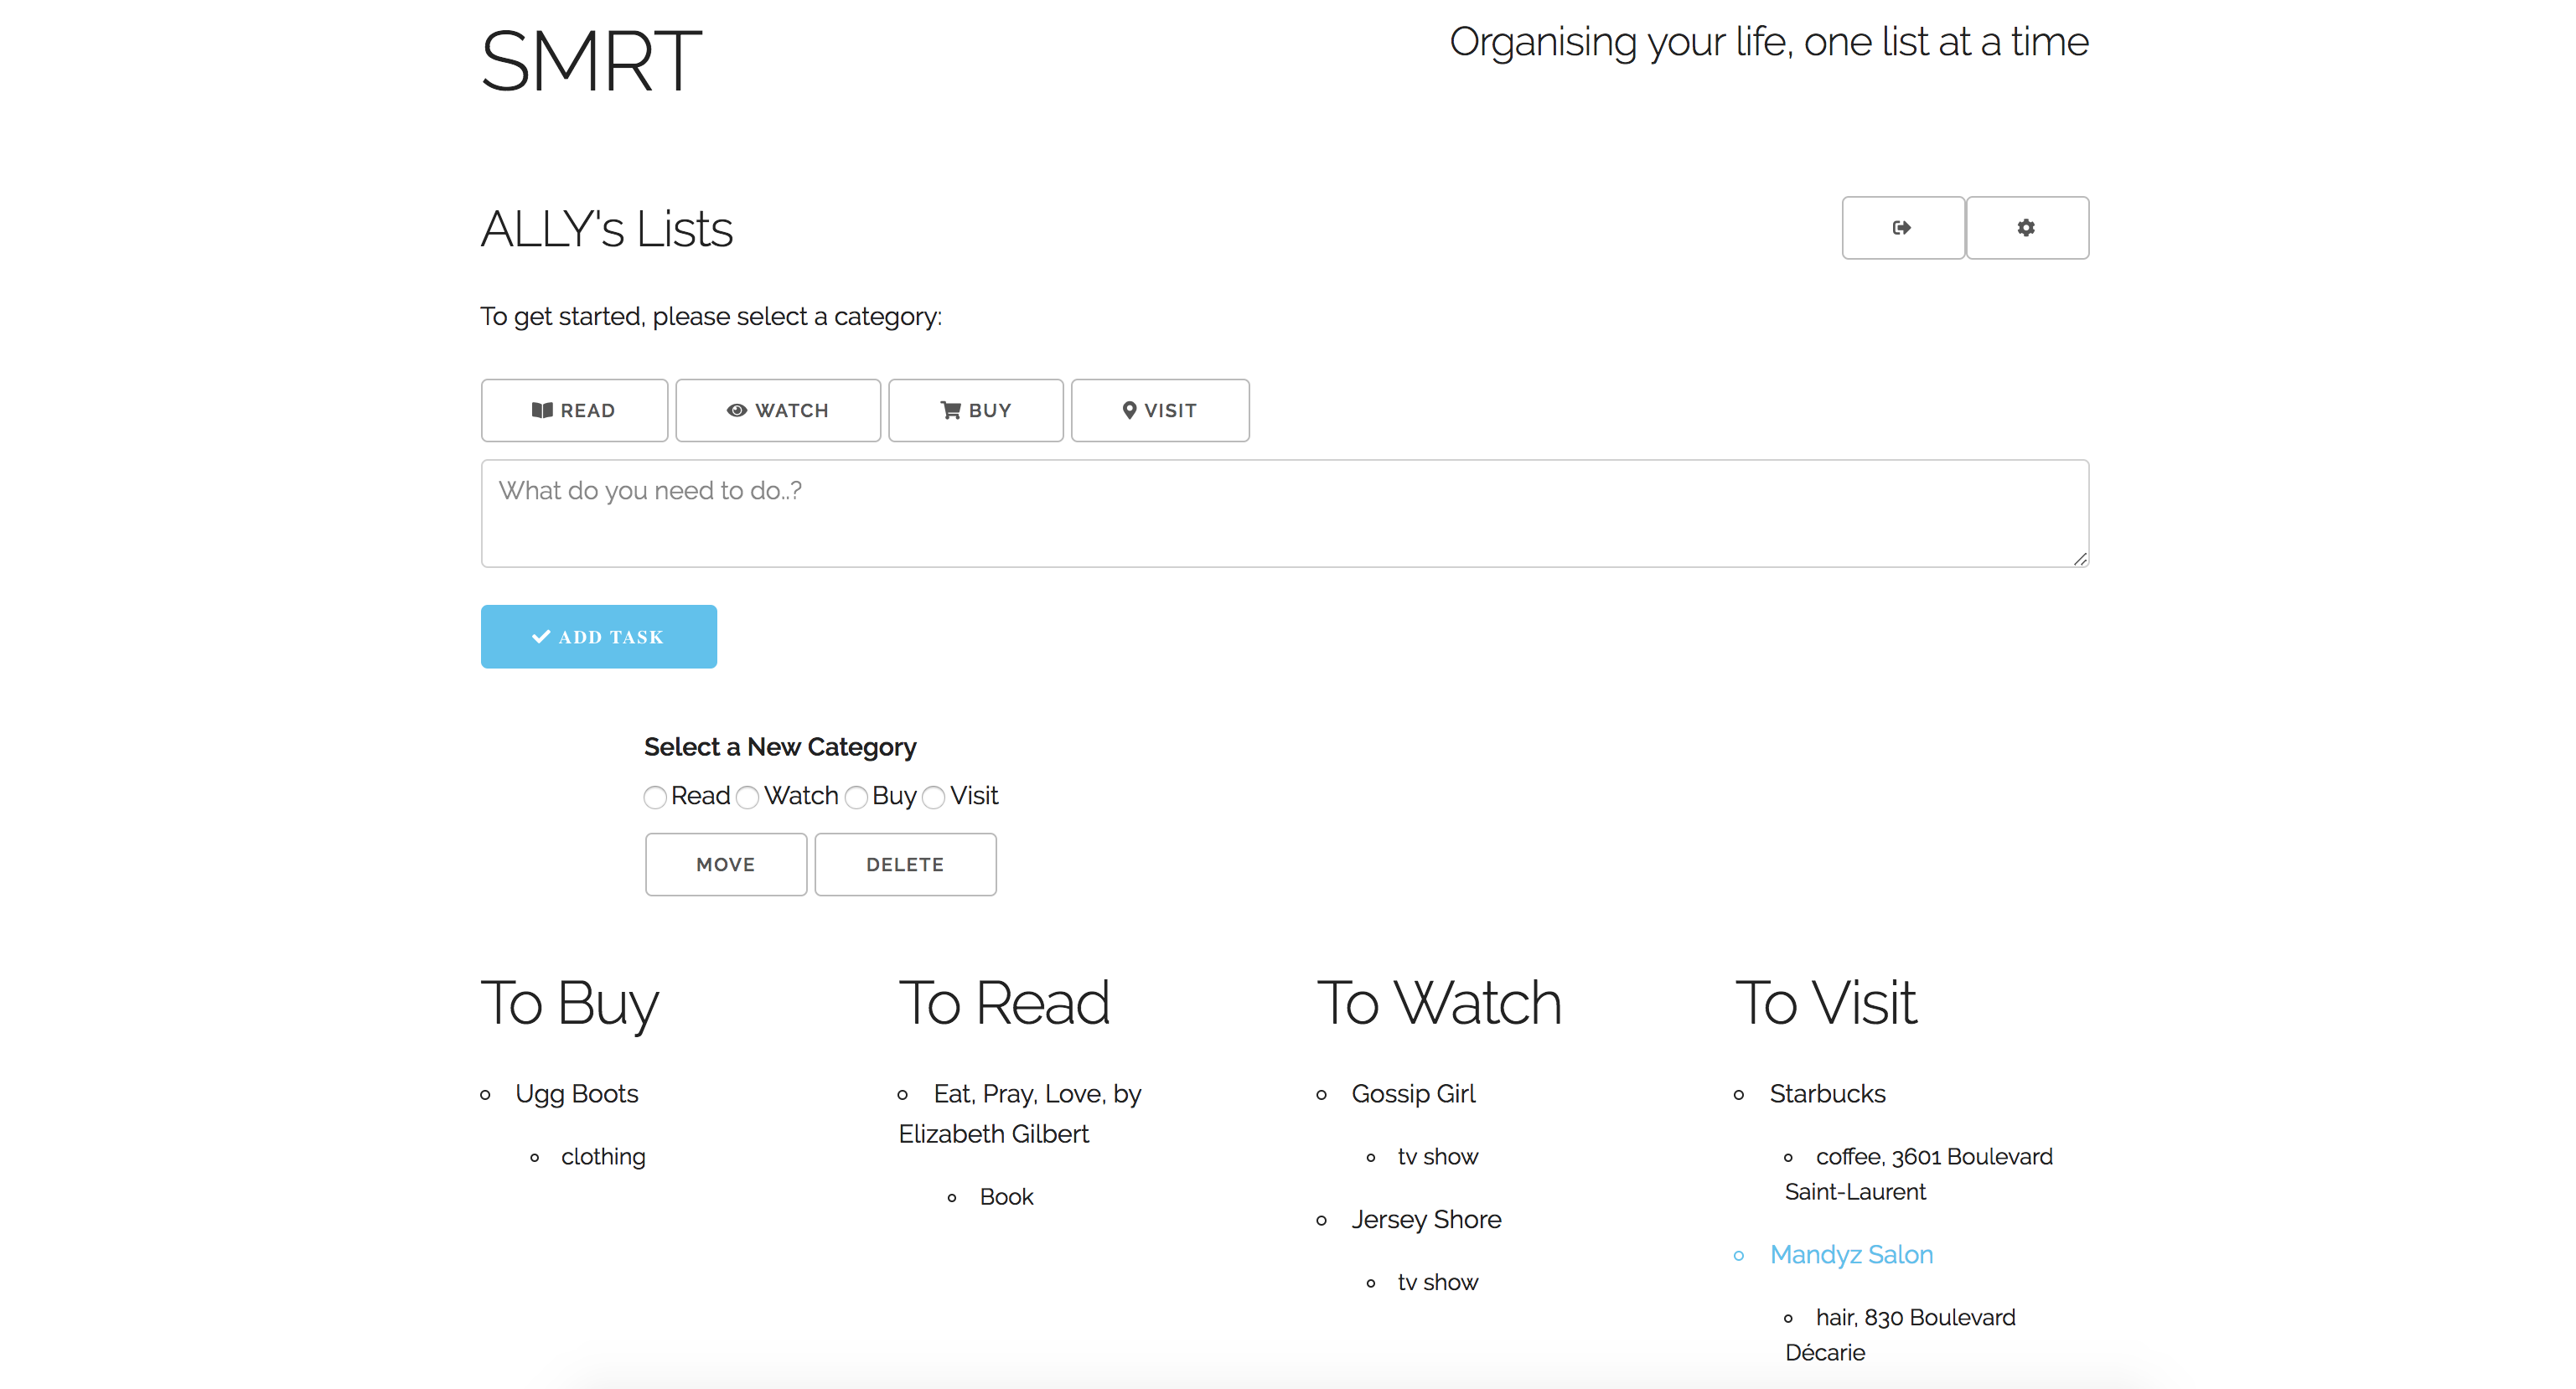 SMRT
Organising your life, one list at a time
ALLY's Lists
To get started, please select a category:
READ
WATCH
BUY
VISIT
What do you need to do..?
ADD TASK
Select a New Category
Read Watch Buy Visit
MOVE
DELETE
To Buy
Ugg Boots
clothing
To Read
Eat, Pray, Love, by
Elizabeth Gilbert
Book
To Watch
Gossip Girl
tv show
Jersey Shore
tv show
To Visit
Starbucks
coffee, 3601 Boulevard
Saint-Laurent
Mandyz Salon
hair, 830 Boulevard
Décarie